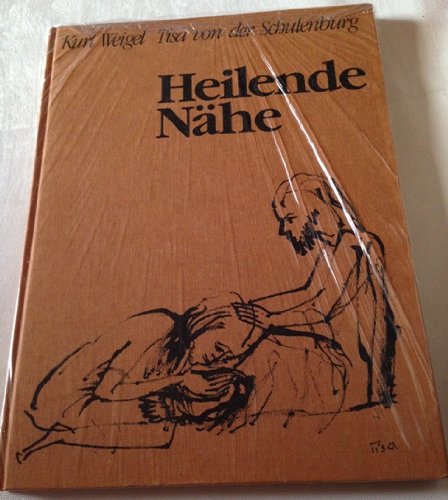 Kurt Weigel Tisa von der Schulenburg
Heilende
Nähe
Tisa